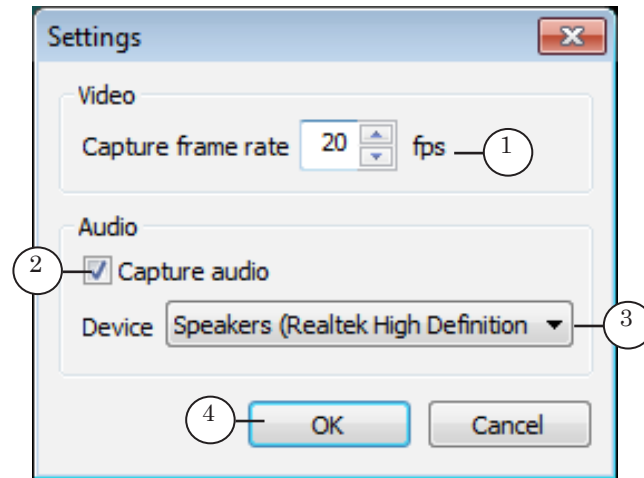 Settings
Video
Capture frame rate 20 fps 1
Audio
2 Capture audio
Device Speakers (Realtek High Definition 3
4 OK Cancel